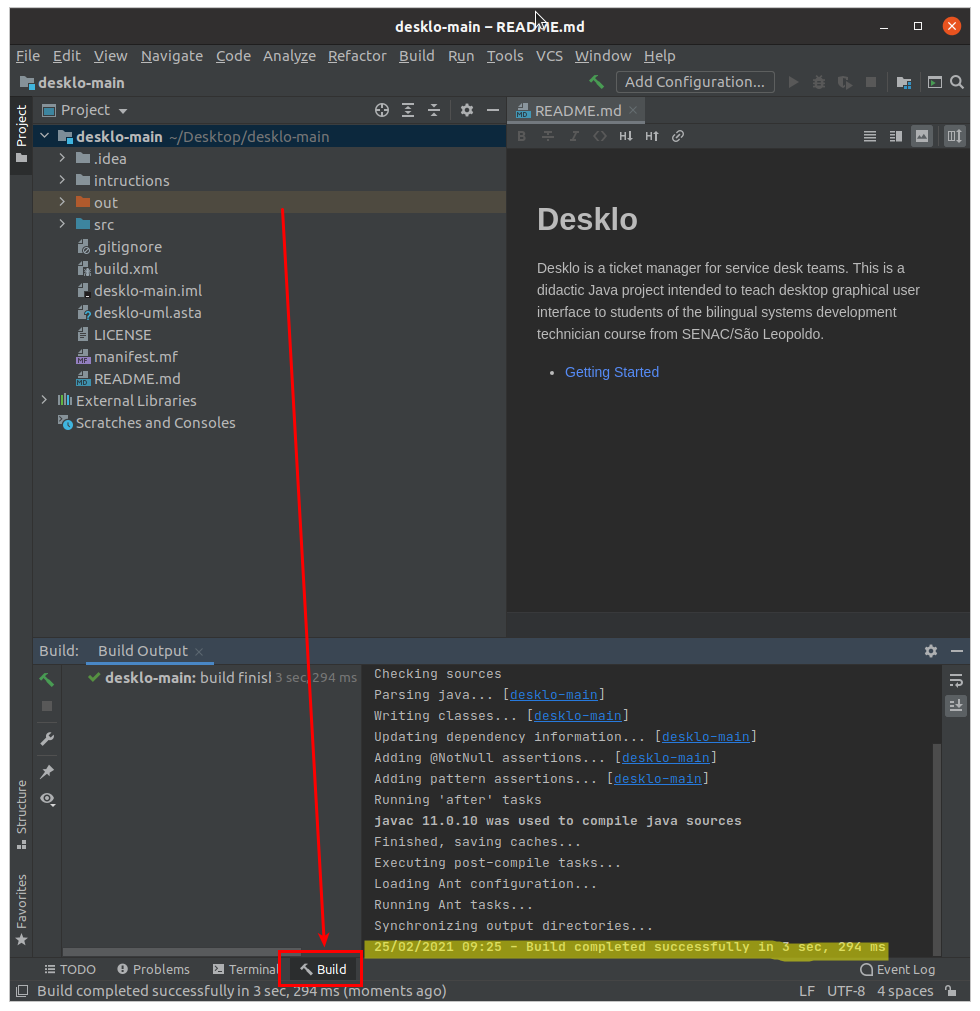 desklo-main – README.md
File Edit View Navigate Code Analyze Refactor Build Run Tools VCS Window Help
desklo-main
Add Configuration...
Project
Project
README.md
desklo-main ~/Desktop/desklo-main
.idea
intructions
out
src
.gitignore
build.xml
desklo-main.iml
desklo-uml.asta
LICENSE
manifest.mf
README.md
External Libraries
Scratches and Consoles
B I H↓ H↑
Desklo
Desklo is a ticket manager for service desk teams. This is a
didactic Java project intended to teach desktop graphical user
interface to students of the bilingual systems development
technician course from SENAC/São Leopoldo.
• Getting Started
Build: Build Output
desklo-main: build finisl 3 sec, 294 ms
Checking sources
Parsing java... [desklo-main]
Writing classes... [desklo-main]
Updating dependency information... [desklo-main]
Adding @NotNull assertions... [desklo-main]
Adding pattern assertions... [desklo-main]
Running 'after' tasks
javac 11.0.10 was used to compile java sources
Finished, saving caches...
Executing post-compile tasks...
Loading Ant configuration...
Running Ant tasks...
Synchronizing output directories...
25/02/2021 09:25 - Build completed successfully in 3 sec, 294 ms
Structure
Favorites
TODO Problems Terminal Build Event Log
Build completed successfully in 3 sec, 294 ms (moments ago) LF UTF-8 4 spaces